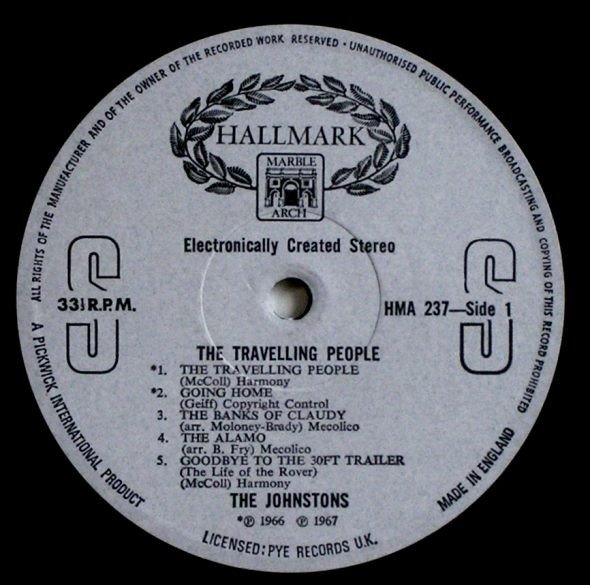 ALL RIGHTS OF THE MANUFACTURER AND OF THE OWNER OF THE RECORDED WORK RESERVED · UNAUTHORISED PUBLIC PERFORMANCE BROADCASTING AND COPYING OF THIS RECORD PROHIBITED
HALLMARK
MARBLE
ARCH
Electronically Created Stereo
33⅓ R.P.M.
HMA 237—Side 1
THE TRAVELLING PEOPLE
*1. THE TRAVELLING PEOPLE
(McColl) Harmony
*2. GOING HOME
(Geiff) Copyright Control
3. THE BANKS OF CLAUDY
(arr. Moloney-Brady) Mecolico
4. THE ALAMO
(arr. B. Fry) Mecolico
5. GOODBYE TO THE 30FT TRAILER
(The Life of the Rover)
(McColl) Harmony
THE JOHNSTONS
*℗ 1966 ℗ 1967
A PICKWICK INTERNATIONAL PRODUCT
LICENSED: PYE RECORDS U.K.
MADE IN ENGLAND